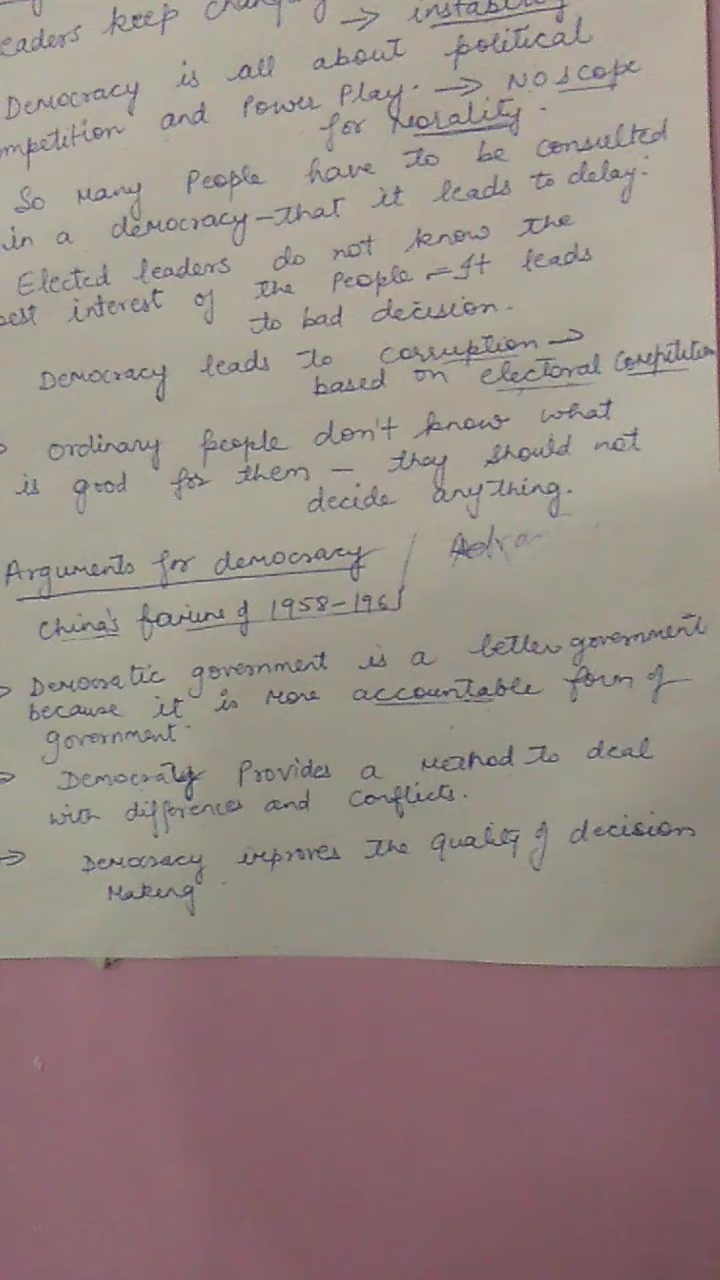 eaders keep changing → instability
Democracy is all about political
mpetition and Power Play. → NO scope
for Morality.
So Many People have to be consulted
in a democracy - that it leads to delay.
Elected leaders do not know the
best interest of the People - It leads
to bad decision.
Democracy leads to corruption →
based on electoral competition
ordinary people don't know what
is good for them - they should not
decide anything.
Arguments for democracy /
China's famine of 1958-1961
Democratic government is a better government
because it is More accountable form of
government.
Democracy Provides a method to deal
with differences and conflicts.
→ Democracy improves the quality of decision
Making